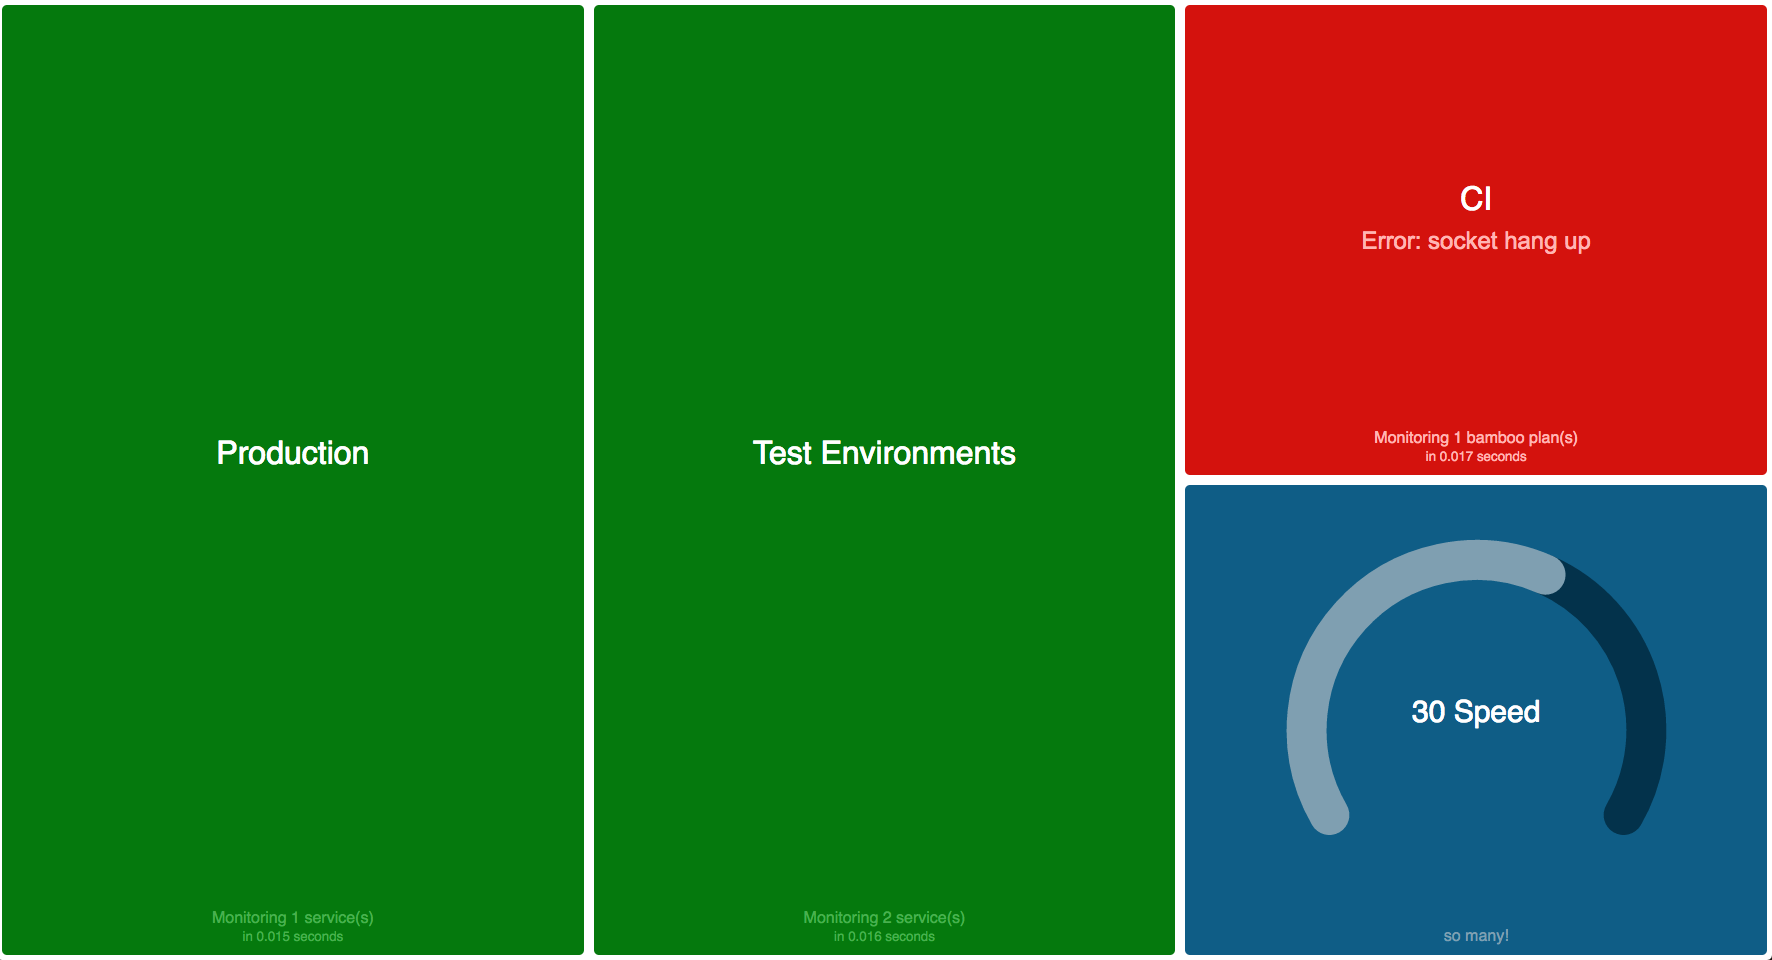 Production
Monitoring 1 service(s)
in 0.015 seconds
Test Environments
Monitoring 2 service(s)
in 0.016 seconds
CI
Error: socket hang up
Monitoring 1 bamboo plan(s)
in 0.017 seconds
30 Speed
so many!